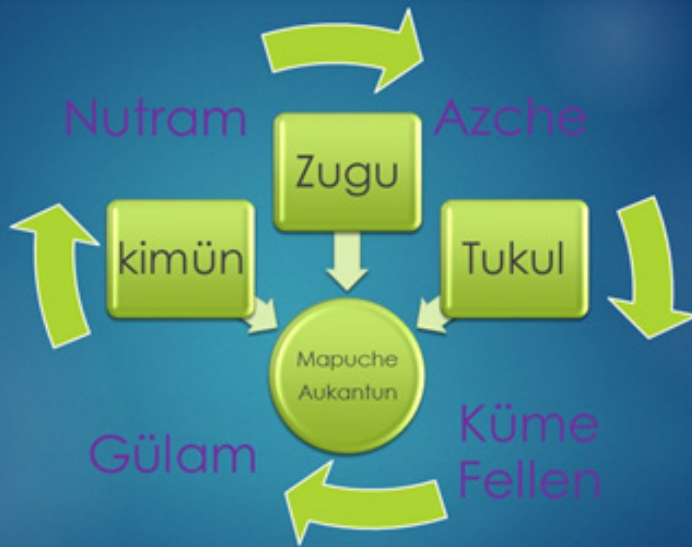 Nutram
Azche
Zugu
kimün
Tukul
Mapuche
Aukantun
Gülam
Küme
Fellen